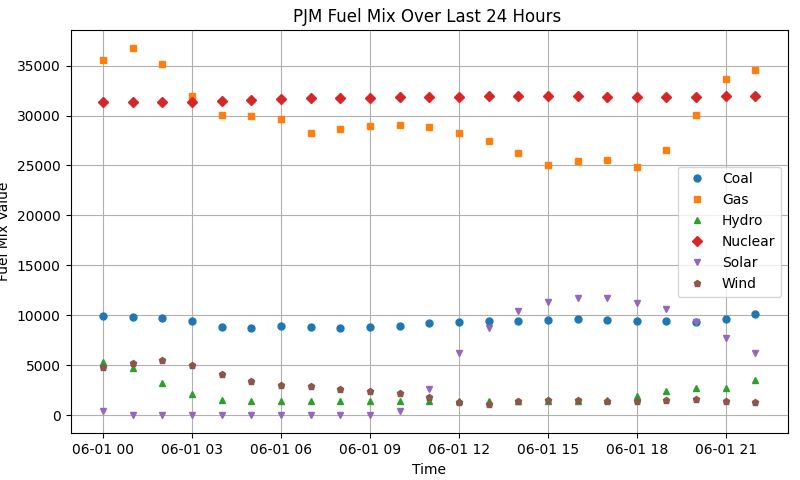 PJM Fuel Mix Over Last 24 Hours
Fuel Mix Value
35000
30000
25000
20000
15000
10000
5000
0
Coal
Gas
Hydro
Nuclear
Solar
Wind
06-01 00 06-01 03 06-01 06 06-01 09 06-01 12 06-01 15 06-01 18 06-01 21
Time